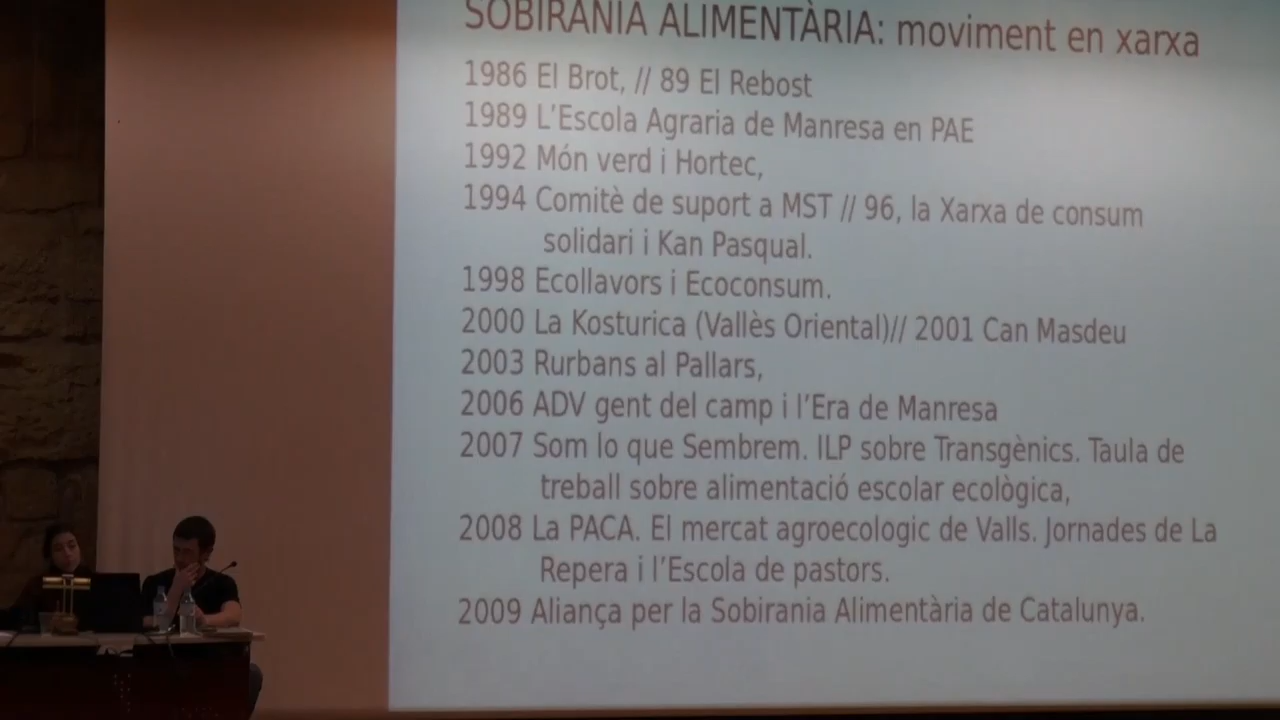 SOBIRANIA ALIMENTÀRIA: moviment en xarxa
1986 El Brot, // 89 El Rebost
1989 L'Escola Agraria de Manresa en PAE
1992 Món verd i Hortec,
1994 Comitè de suport a MST // 96, la Xarxa de consum
solidari i Kan Pasqual.
1998 Ecollavors i Ecoconsum.
2000 La Kosturica (Vallès Oriental)// 2001 Can Masdeu
2003 Rurbans al Pallars,
2006 ADV gent del camp i l'Era de Manresa
2007 Som lo que Sembrem. ILP sobre Transgènics. Taula de
treball sobre alimentació escolar ecològica,
2008 La PACA. El mercat agroecologic de Valls. Jornades de La
Repera i l'Escola de pastors.
2009 Aliança per la Sobirania Alimentària de Catalunya.